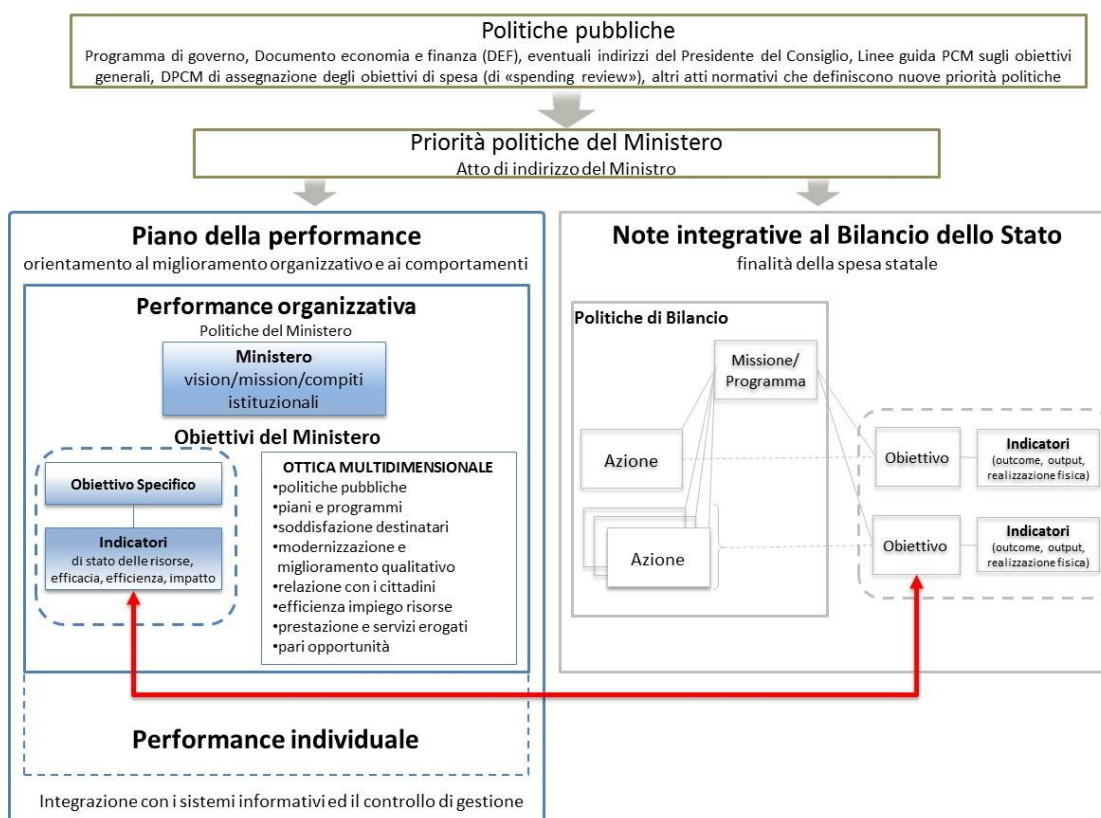 Politiche pubbliche
Programma di governo, Documento economia e finanza (DEF), eventuali indirizzi del Presidente del Consiglio, Linee guida PCM sugli obiettivi
generali, DPCM di assegnazione degli obiettivi di spesa (di «spending review»), altri atti normativi che definiscono nuove priorità politiche
Priorità politiche del Ministero
Atto di indirizzo del Ministro
Piano della performance
orientamento al miglioramento organizzativo e ai comportamenti
Performance organizzativa
Politiche del Ministero
Ministero
vision/mission/compiti
istituzionali
Obiettivi del Ministero
Obiettivo Specifico
Indicatori
di stato delle risorse,
efficacia, efficienza, impatto
OTTICA MULTIDIMENSIONALE
•politiche pubbliche
•piani e programmi
•soddisfazione destinatari
•modernizzazione e
miglioramento qualitativo
•relazione con i cittadini
•efficienza impiego risorse
•prestazione e servizi erogati
•pari opportunità
Performance individuale
Integrazione con i sistemi informativi ed il controllo di gestione
Note integrative al Bilancio dello Stato
finalità della spesa statale
Politiche di Bilancio
Missione/
Programma
Azione
Obiettivo
Indicatori
(outcome, output,
realizzazione fisica)
Azione
Obiettivo
Indicatori
(outcome, output,
realizzazione fisica)